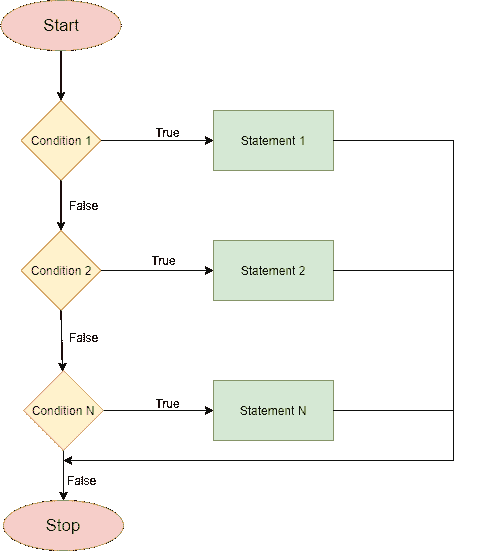 Start
Condition 1
True
Statement 1
False
Condition 2
True
Statement 2
False
Condition N
True
Statement N
False
Stop